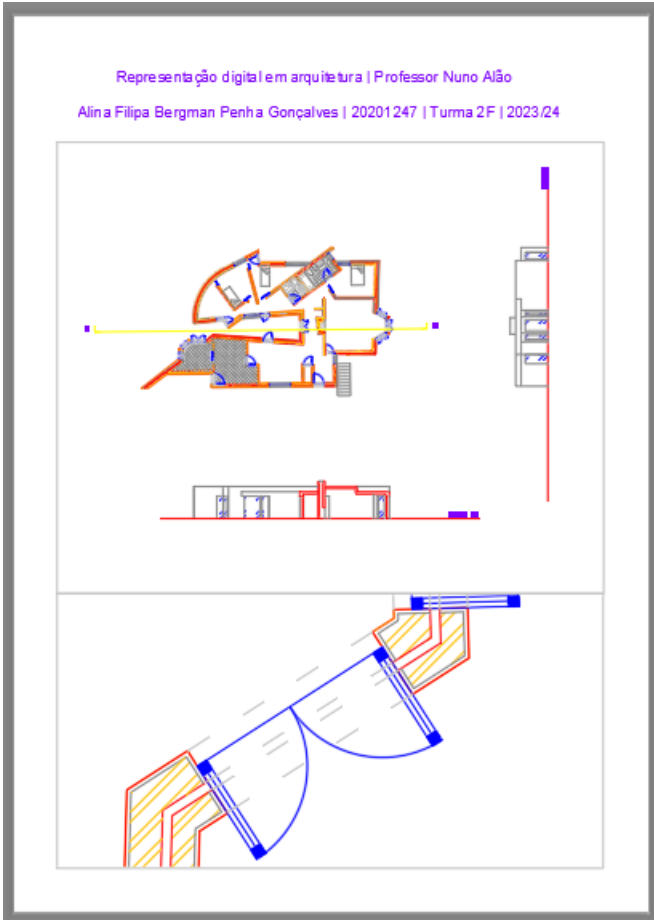 Representação digital em arquitetura | Professor Nuno Alão
Alina Filipa Bergman Penha Gonçalves | 20201247 | Turma 2F | 2023/24